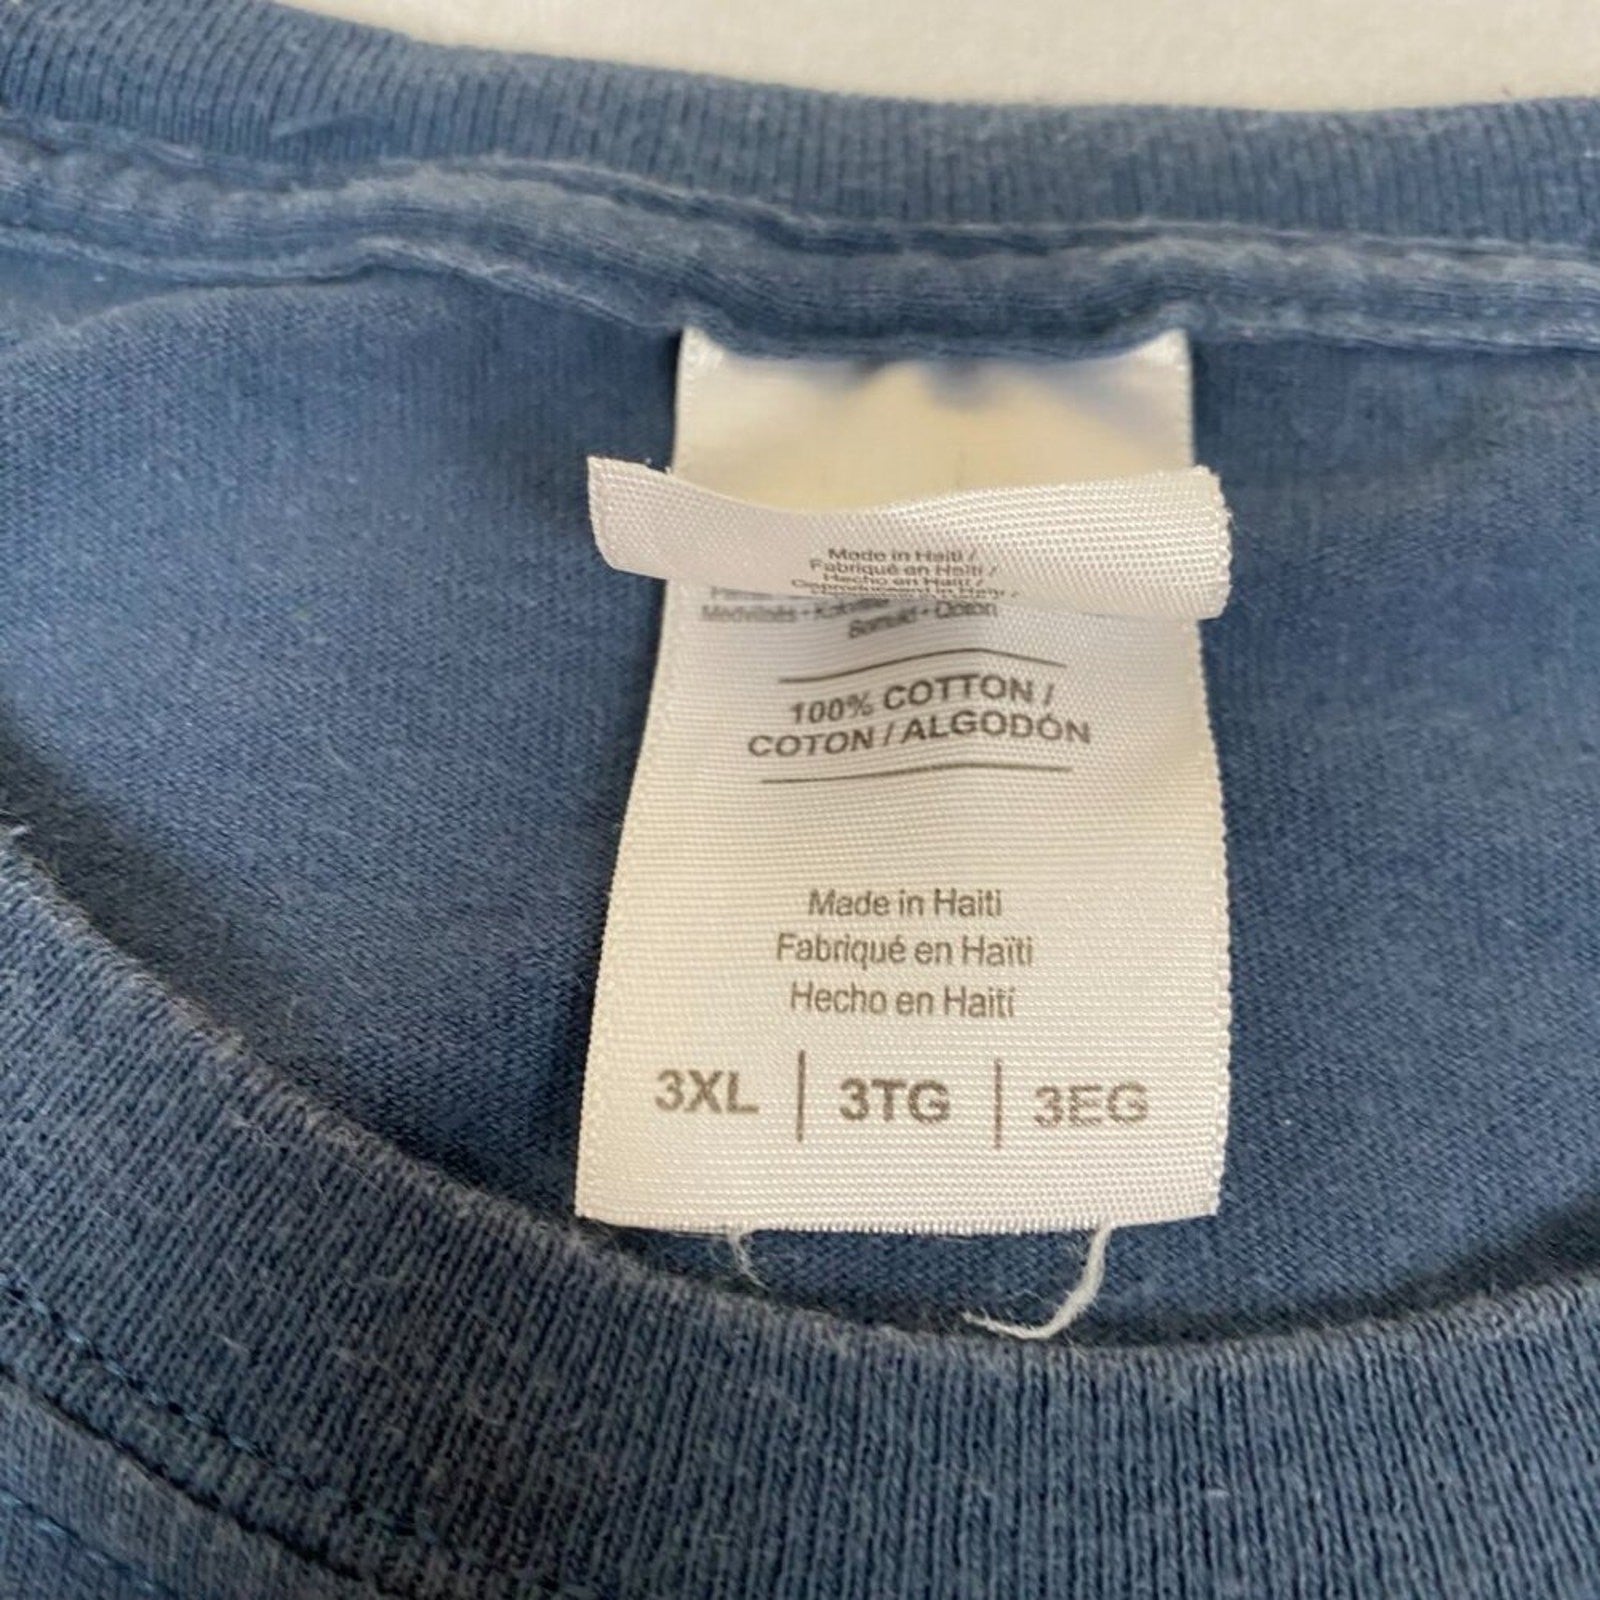 Made in Haiti /
Fabriqué en Haïti /
Hecho en Haití /
100% COTTON /
COTON / ALGODÓN
Made in Haiti
Fabriqué en Haïti
Hecho en Haití
3XL | 3TG | 3EG